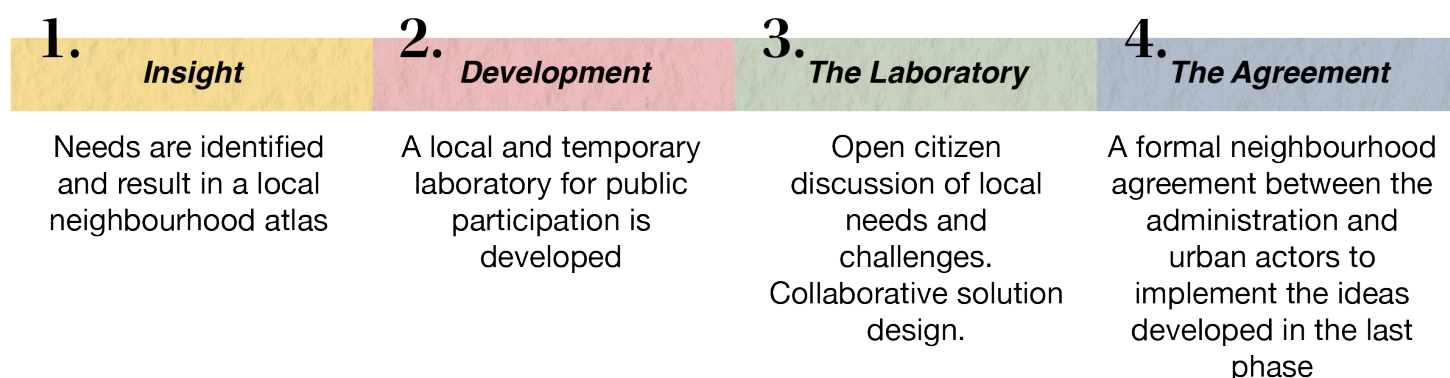 1.
Insight
Needs are identified
and result in a local
neighbourhood atlas
2.
Development
A local and temporary
laboratory for public
participation is
developed
3.
The Laboratory
Open citizen
discussion of local
needs and
challenges.
Collaborative solution
design.
4.
The Agreement
A formal neighbourhood
agreement between the
administration and
urban actors to
implement the ideas
developed in the last
phase